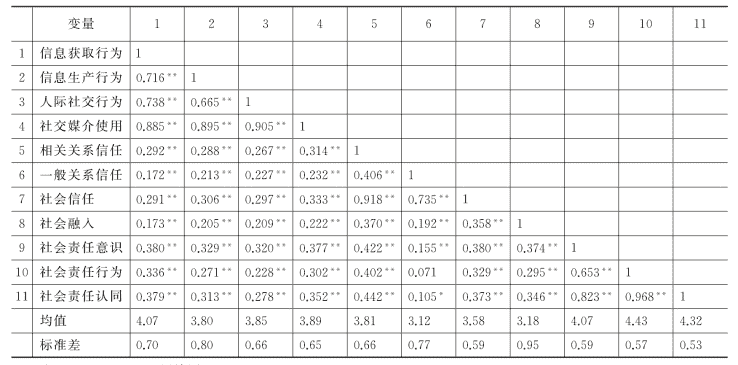 变量 1 2 3 4 5 6 7 8 9 10 11
1 信息获取行为 1
2 信息生产行为 0.716** 1
3 人际社交行为 0.738** 0.665** 1
4 社交媒介使用 0.885** 0.895** 0.905** 1
5 相关关系信任 0.292** 0.288** 0.267** 0.314** 1
6 一般关系信任 0.172** 0.213** 0.227** 0.232** 0.406** 1
7 社会信任 0.291** 0.306** 0.297** 0.333** 0.918** 0.735** 1
8 社会融入 0.173** 0.205** 0.209** 0.222** 0.370** 0.192** 0.358** 1
9 社会责任意识 0.380** 0.329** 0.320** 0.377** 0.422** 0.155** 0.380** 0.374** 1
10 社会责任行为 0.336** 0.271** 0.228** 0.302** 0.402** 0.071 0.329** 0.295** 0.653** 1
11 社会责任认同 0.379** 0.313** 0.278** 0.352** 0.442** 0.105* 0.373** 0.346** 0.823** 0.968** 1
均值 4.07 3.80 3.85 3.89 3.81 3.12 3.58 3.18 4.07 4.43 4.32
标准差 0.70 0.80 0.66 0.65 0.66 0.77 0.59 0.95 0.59 0.57 0.53